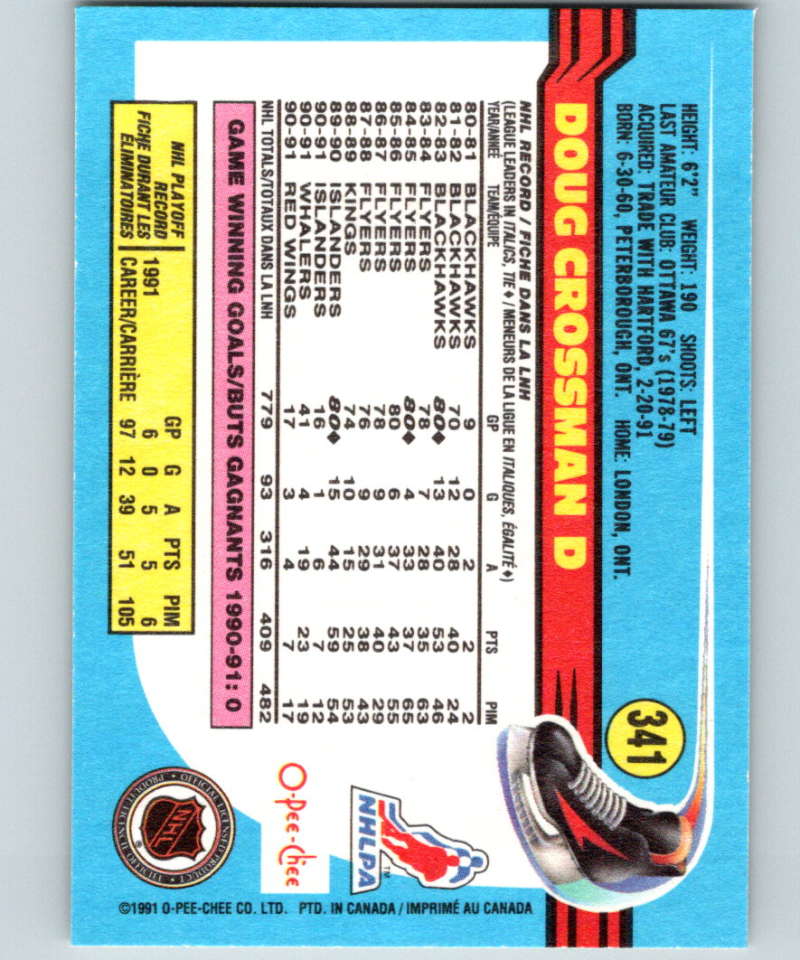 HEIGHT: 6'2" WEIGHT: 190 SHOOTS: LEFT
LAST AMATEUR CLUB: OTTAWA 67's (1978-79)
ACQUIRED: TRADE WITH HARTFORD, 2-20-91
BORN: 6-30-60, PETERBOROUGH, ONT. HOME: LONDON, ONT.
341
DOUG CROSSMAN D
NHL RECORD / FICHE DANS LA LNH
(LEAGUE LEADERS IN ITALICS, TIE ♦ / MENEURS DE LA LIGUE EN ITALIQUES, ÉGALITÉ ♦)
YEAR/ANNÉE TEAM/ÉQUIPE GP G A PTS PIM
80-81 BLACKHAWKS 9 0 2 2 2
81-82 BLACKHAWKS 70 12 28 40 24
82-83 BLACKHAWKS 80♦ 13 40 53 46
83-84 FLYERS 78 7 28 35 63
84-85 FLYERS 80♦ 4 33 37 65
85-86 FLYERS 80 6 37 43 55
86-87 FLYERS 78 9 31 40 29
87-88 FLYERS 76 9 29 38 43
88-89 KINGS 74 10 15 25 53
89-90 ISLANDERS 80♦ 15 44 59 54
90-91 ISLANDERS 16 1 6 7 12
90-91 WHALERS 41 4 19 23 19
90-91 RED WINGS 17 3 4 7 17
NHL TOTALS/TOTAUX DANS LA LNH 779 93 316 409 482
GAME WINNING GOALS/BUTS GAGNANTS 1990-91: 0
NHL PLAYOFF RECORD
FICHE DURANT LES ÉLIMINATOIRES
GP G A PTS PIM
1991 6 0 5 5 6
CAREER/CARRIÈRE 97 12 39 51 105
NHLPA
TM
O-Pee-Chee
NHL
OFFICIAL LICENSED PRODUCT
PRODUIT LICENCIÉ OFFICIEL
®
©1991 O-PEE-CHEE CO. LTD. PTD. IN CANADA / IMPRIMÉ AU CANADA